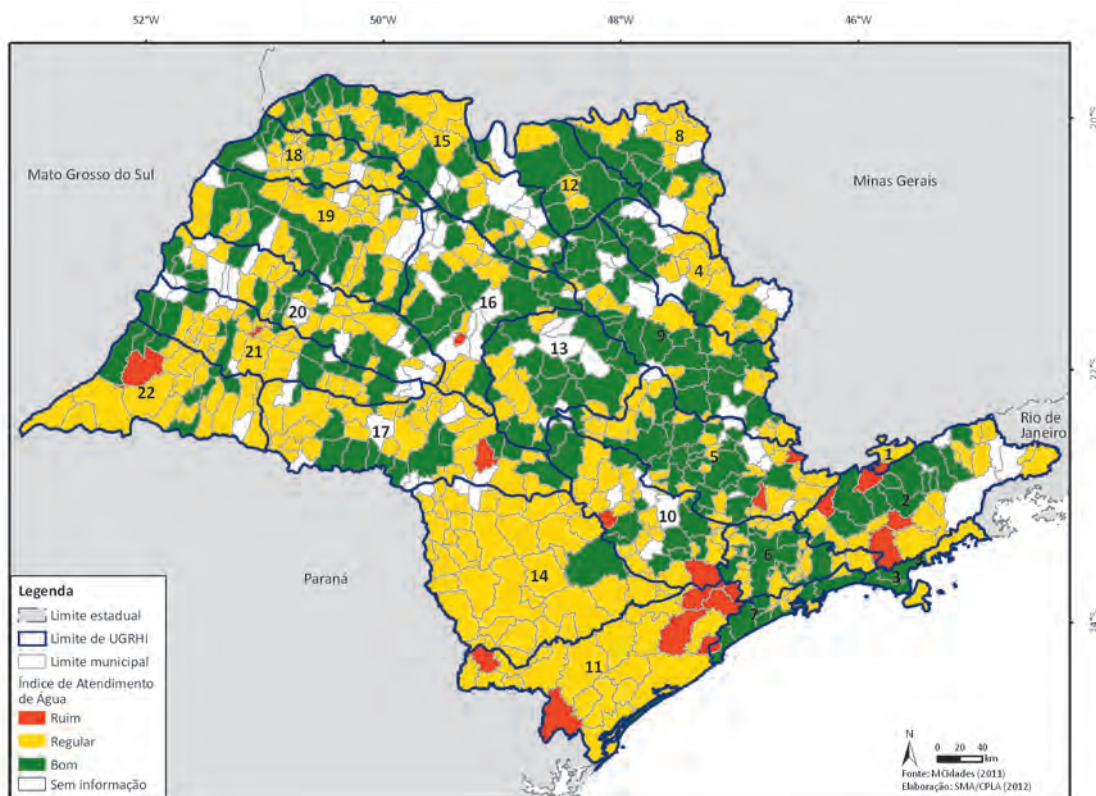 52°W 50°W 48°W 46°W
20°S
Mato Grosso do Sul
Minas Gerais
15
8
18
12
19
4
16
20
9
13
21
22°S
22
17
Rio de
Janeiro
1
5
2
10
6
Paraná
14
3
7
11
Legenda
Limite estadual
Limite de UGRHI
Limite municipal
Índice de Atendimento
de Água
Ruim
Regular
Bom
Sem informação
N
0 20 40
km
Fonte: MCidades (2011)
Elaboração: SMA/CPLA (2012)